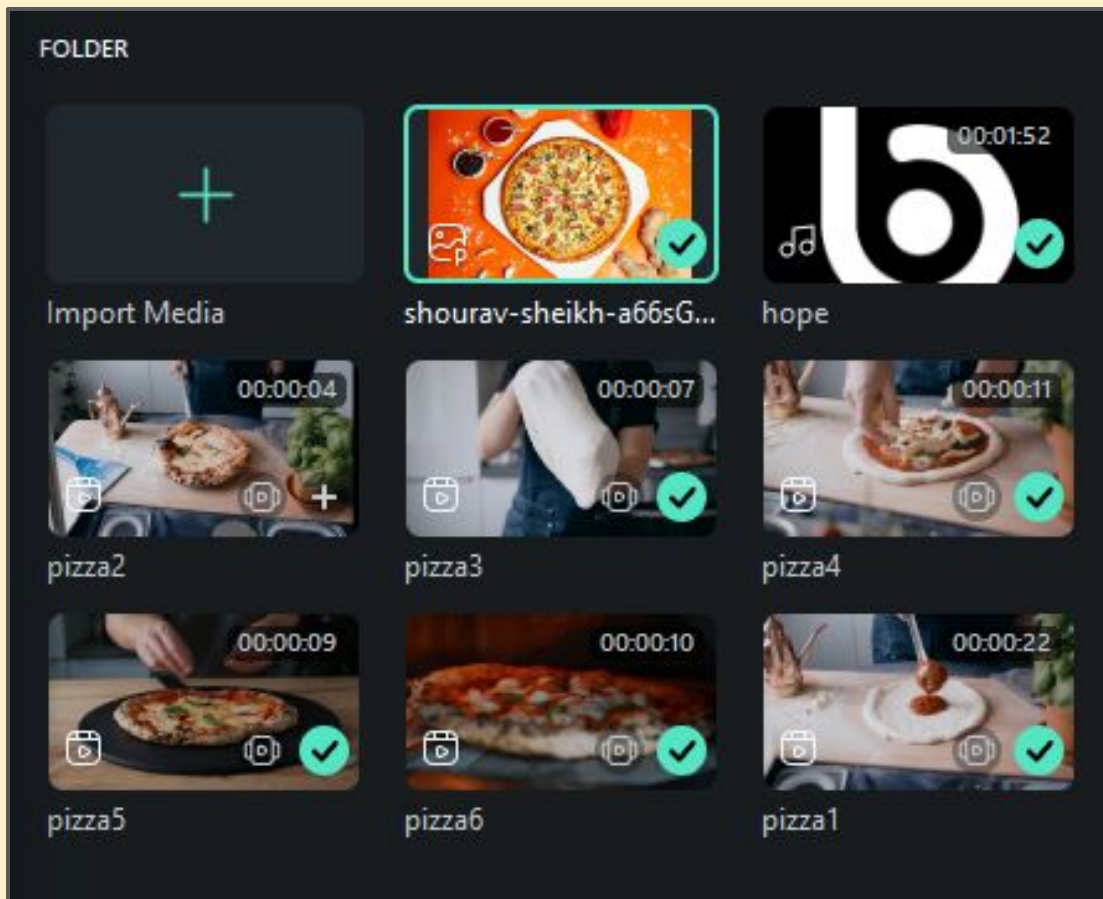 FOLDER
00:01:52
Import Media
shourav-sheikh-a66sG...
hope
00:00:04
00:00:07
00:00:11
pizza2
pizza3
pizza4
00:00:09
00:00:10
00:00:22
pizza5
pizza6
pizza1